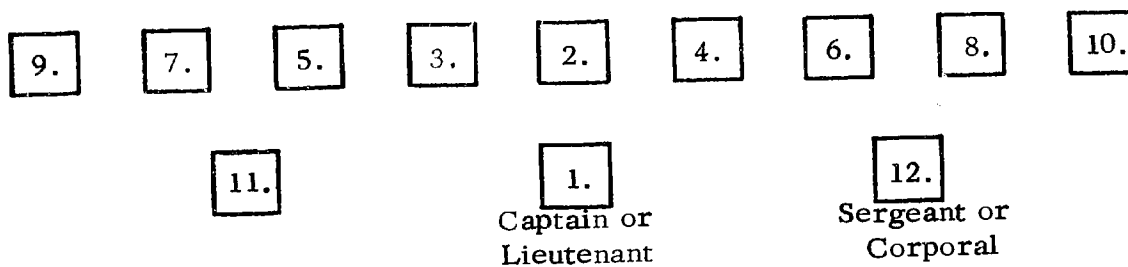 9. 7. 5. 3. 2. 4. 6. 8. 10.
11. 1. 12.
Captain or Sergeant or
Lieutenant Corporal